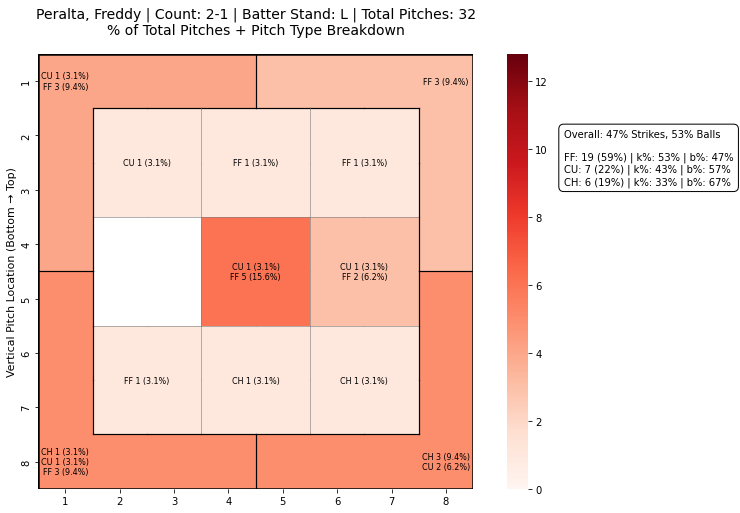 Peralta, Freddy | Count: 2-1 | Batter Stand: L | Total Pitches: 32
% of Total Pitches + Pitch Type Breakdown
Vertical Pitch Location (Bottom → Top)
1
2
3
4
5
6
7
8
CU 1 (3.1%)
FF 3 (9.4%)
FF 3 (9.4%)
CU 1 (3.1%)
FF 1 (3.1%)
FF 1 (3.1%)
CU 1 (3.1%)
FF 5 (15.6%)
CU 1 (3.1%)
FF 2 (6.2%)
FF 1 (3.1%)
CH 1 (3.1%)
CH 1 (3.1%)
CH 1 (3.1%)
CU 1 (3.1%)
FF 3 (9.4%)
CH 3 (9.4%)
CU 2 (6.2%)
1 2 3 4 5 6 7 8
12
10
8
6
4
2
0
Overall: 47% Strikes, 53% Balls
FF: 19 (59%) | k%: 53% | b%: 47%
CU: 7 (22%) | k%: 43% | b%: 57%
CH: 6 (19%) | k%: 33% | b%: 67%